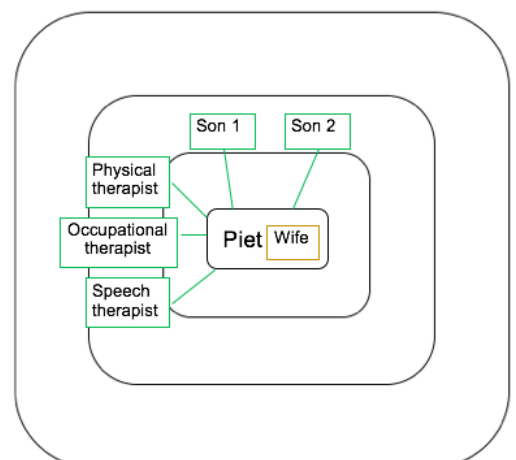 Son 1
Son 2
Physical
therapist
Occupational
therapist
Piet
Wife
Speech
therapist